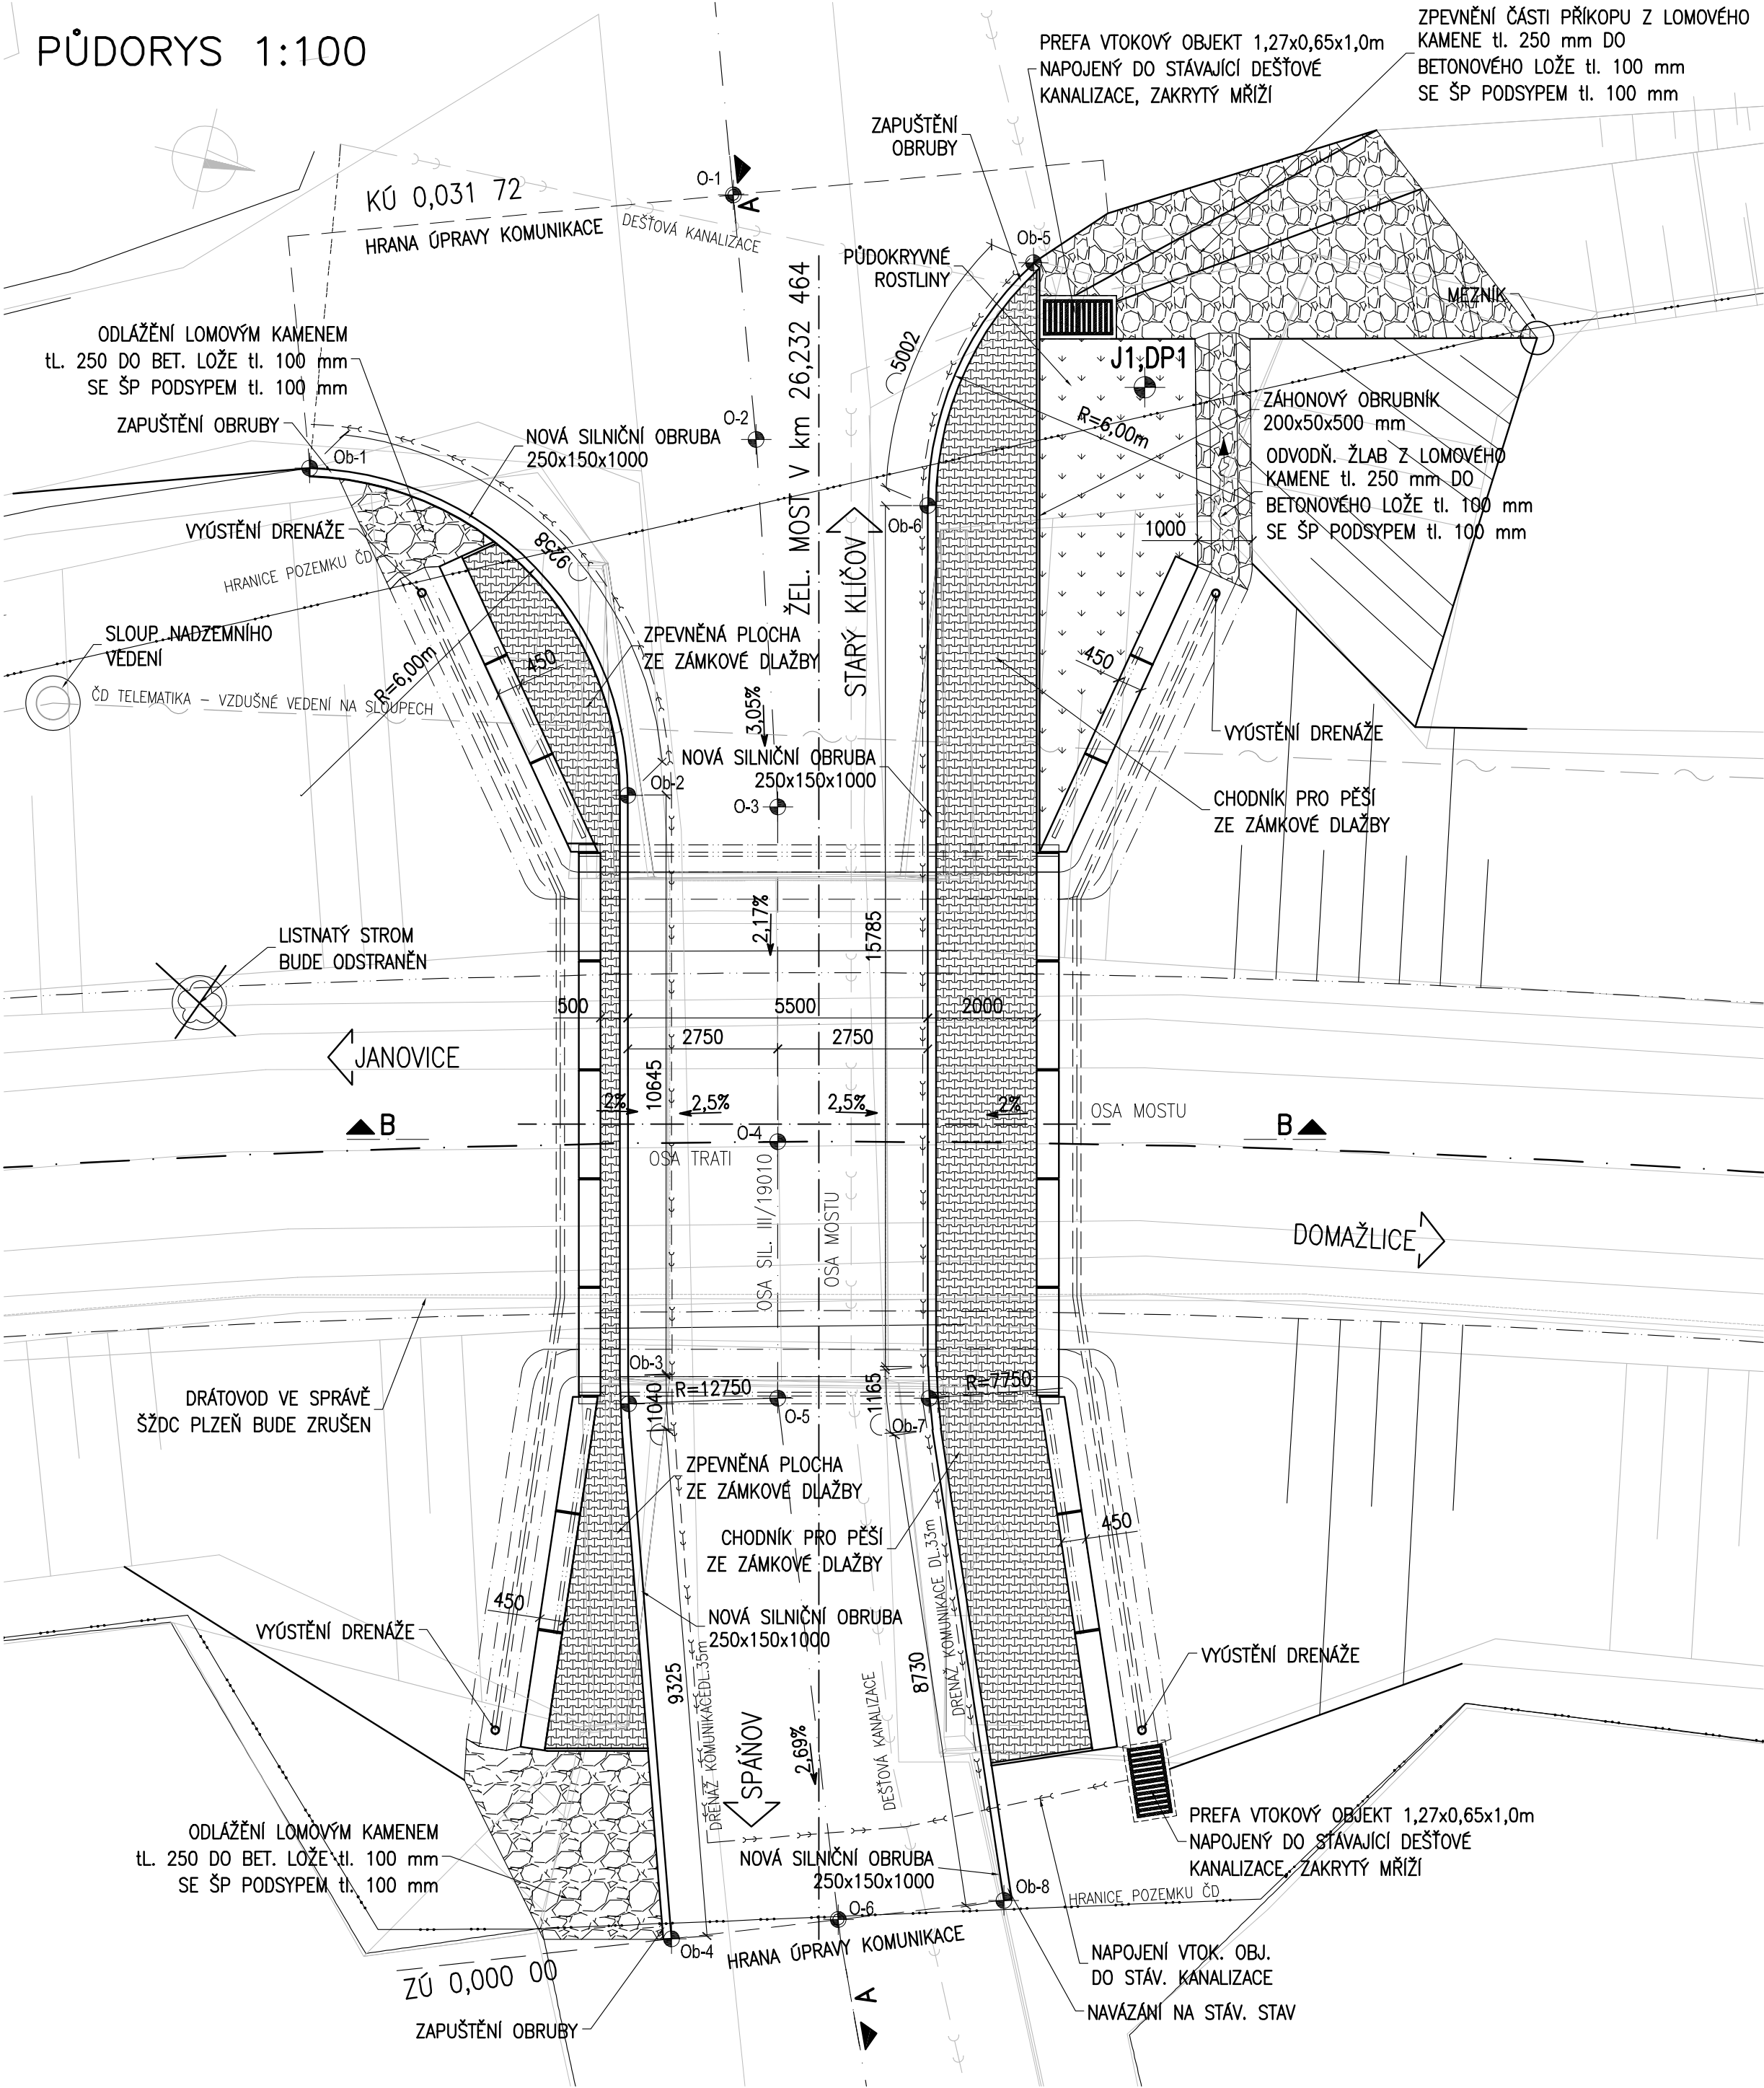 PŮDORYS 1:100
ZPEVNĚNÍ ČÁSTI PŘÍKOPU Z LOMOVÉHO
KAMENE tl. 250 mm DO
BETONOVÉHO LOŽE tl. 100 mm
SE ŠP PODSYPEM tl. 100 mm
PREFA VTOKOVÝ OBJEKT 1,27x0,65x1,0m
NAPOJENÝ DO STÁVAJÍCÍ DEŠŤOVÉ
KANALIZACE, ZAKRYTÝ MŘÍŽÍ
ZAPUŠTĚNÍ
OBRUBY
O-1
A
KÚ 0,031 72
HRANA ÚPRAVY KOMUNIKACE
DEŠŤOVÁ KANALIZACE
Ob-5
PŮDOKRYVNÉ
ROSTLINY
MEZNÍK
5002
J1,DP1
ODLÁŽĚNÍ LOMOVÝM KAMENEM
tL. 250 DO BET. LOŽE tl. 100 mm
SE ŠP PODSYPEM tl. 100 mm
ZAPUŠTĚNÍ OBRUBY
Ob-1
NOVÁ SILNIČNÍ OBRUBA
250x150x1000
O-2
ŽEL. MOST V km 26,232 464
R=6,00m
ZÁHONOVÝ OBRUBNÍK
200x50x500 mm
ODVODŇ. ŽLAB Z LOMOVÉHO
KAMENE tl. 250 mm DO
BETONOVÉHO LOŽE tl. 100 mm
SE ŠP PODSYPEM tl. 100 mm
1000
Ob-6
VYÚSTĚNÍ DRENÁŽE
9258
HRANICE POZEMKU ČD
STARÝ KLÍČOV
SLOUP NADZEMNÍHO
VEDENÍ
ČD TELEMATIKA – VZDUŠNÉ VEDENÍ NA SLOUPECH
R=6,00m
450
ZPEVNĚNÁ PLOCHA
ZE ZÁMKOVÉ DLAŽBY
450
3,05%
VYÚSTĚNÍ DRENÁŽE
NOVÁ SILNIČNÍ OBRUBA
250x150x1000
Ob-2
O-3
CHODNÍK PRO PĚŠÍ
ZE ZÁMKOVÉ DLAŽBY
2,17%
15785
LISTNATÝ STROM
BUDE ODSTRANĚN
500
5500
2000
2750
2750
JANOVICE
10645
2%
2,5%
2,5%
2%
OSA MOSTU
B
B
O-4
OSA TRATI
OSA SIL. III/19010
OSA MOSTU
DOMAŽLICE
Ob-3
R=12750
1040
O-5
1165
R=7750
Ob-7
DRÁTOVOD VE SPRÁVĚ
ŠŽDC PLZEŇ BUDE ZRUŠEN
ZPEVNĚNÁ PLOCHA
ZE ZÁMKOVÉ DLAŽBY
CHODNÍK PRO PĚŠÍ
ZE ZÁMKOVÉ DLAŽBY
450
450
NOVÁ SILNIČNÍ OBRUBA
250x150x1000
VYÚSTĚNÍ DRENÁŽE
VYÚSTĚNÍ DRENÁŽE
9325
DRENÁŽ KOMUNIKACEDL.35m
8730
DRENÁŽ KOMUNIKACE DL.33m
SPÁŇOV
2,69%
DEŠŤOVÁ KANALIZACE
ODLÁŽĚNÍ LOMOVÝM KAMENEM
tL. 250 DO BET. LOŽE tl. 100 mm
SE ŠP PODSYPEM tl. 100 mm
NOVÁ SILNIČNÍ OBRUBA
250x150x1000
PREFA VTOKOVÝ OBJEKT 1,27x0,65x1,0m
NAPOJENÝ DO STÁVAJÍCÍ DEŠŤOVÉ
KANALIZACE, ZAKRYTÝ MŘÍŽÍ
Ob-8
HRANICE POZEMKU ČD
O-6
Ob-4
HRANA ÚPRAVY KOMUNIKACE
ZÚ 0,000 00
NAPOJENÍ VTOK. OBJ.
DO STÁV. KANALIZACE
A
NAVÁZÁNÍ NA STÁV. STAV
ZAPUŠTĚNÍ OBRUBY